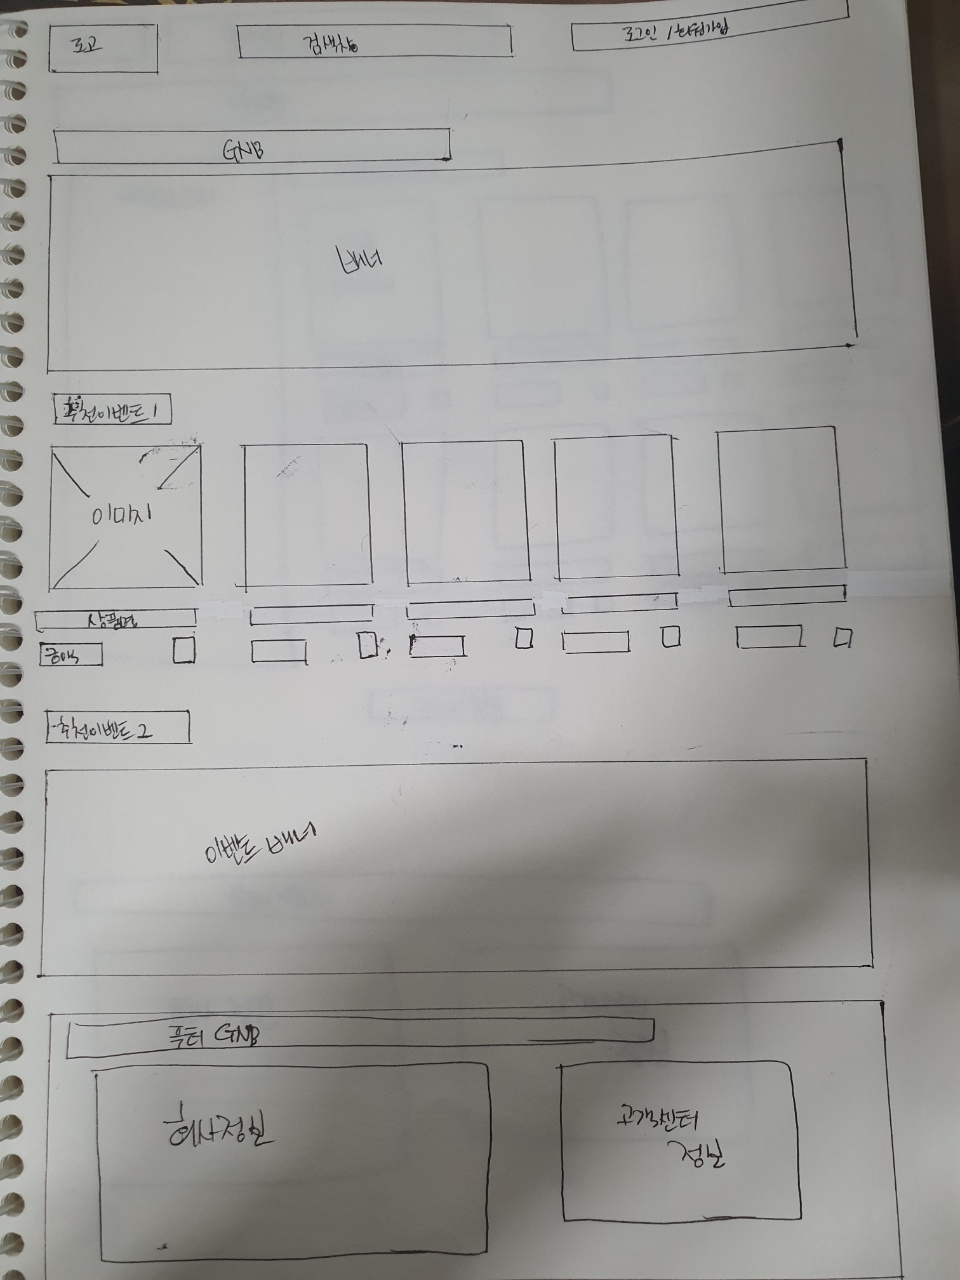 로고
검색창
로그인 / 회원가입
GNB
배너
추천이벤트 1
이미지
상품명
금액
추천이벤트 2
이벤트 배너
푸터 GNB
회사정보
고객센터
정보